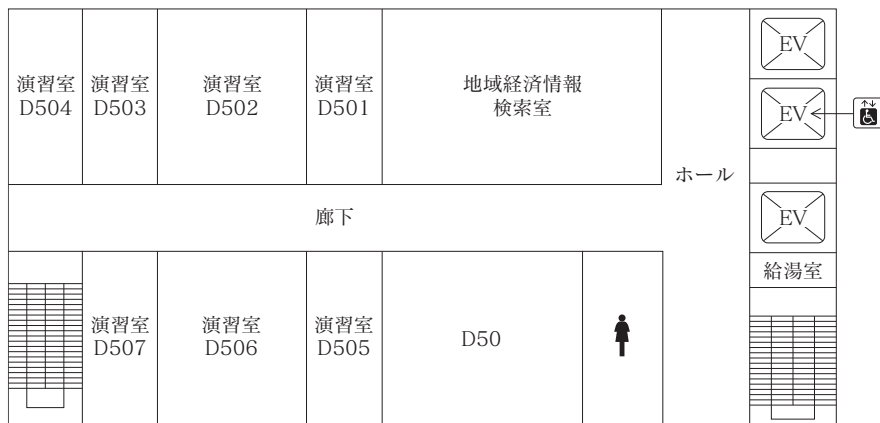 演習室
D504
演習室
D503
演習室
D502
演習室
D501
地域経済情報
検索室
EV
EV
ホール
廊下
EV
給湯室
演習室
D507
演習室
D506
演習室
D505
D50